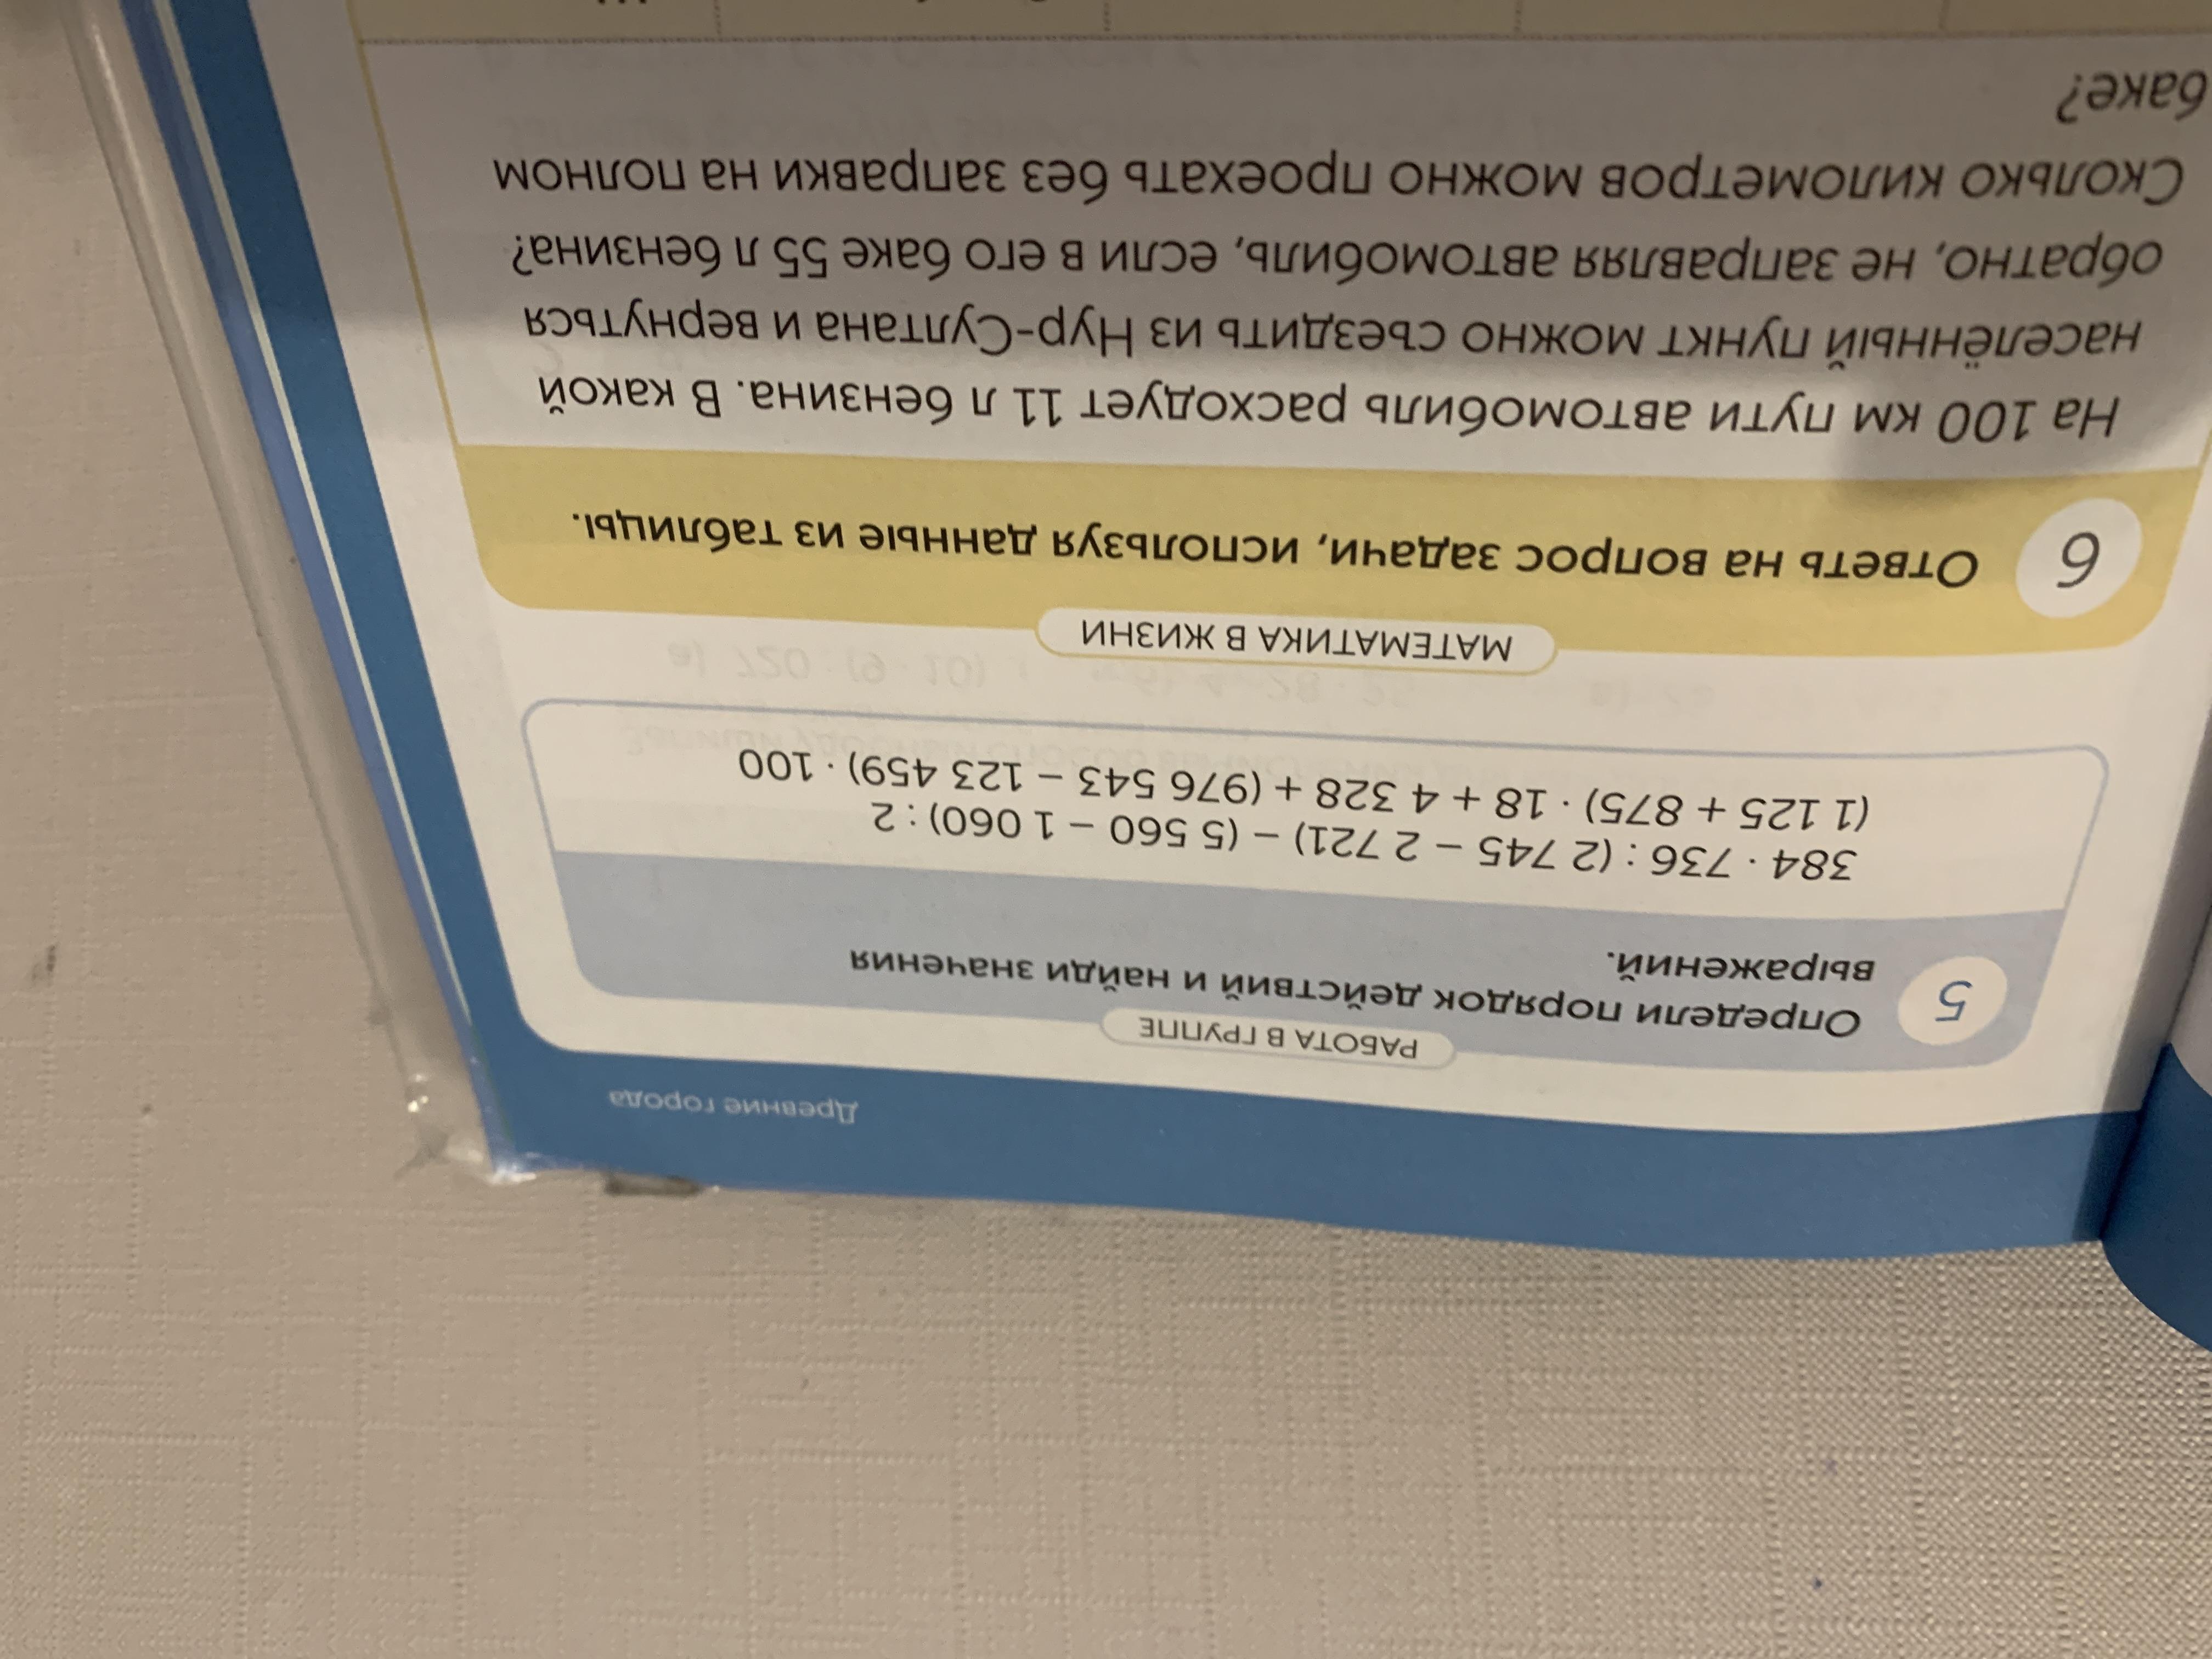 Древние города
РАБОТА В ГРУППЕ
5
Определи порядок действий и найди значения
выражений.
384 · 736 : (2 745 – 2 721) – (5 560 – 1 060) : 2
(1 125 + 875) · 18 + 4 328 + (976 543 – 123 459) · 100
МАТЕМАТИКА В ЖИЗНИ
6
Ответь на вопрос задачи, используя данные из таблицы.
На 100 км пути автомобиль расходует 11 л бензина. В какой
населённый пункт можно съездить из Нур-Султана и вернуться
обратно, не заправляя автомобиль, если в его баке 55 л бензина?
Сколько километров можно проехать без заправки на полном
баке?